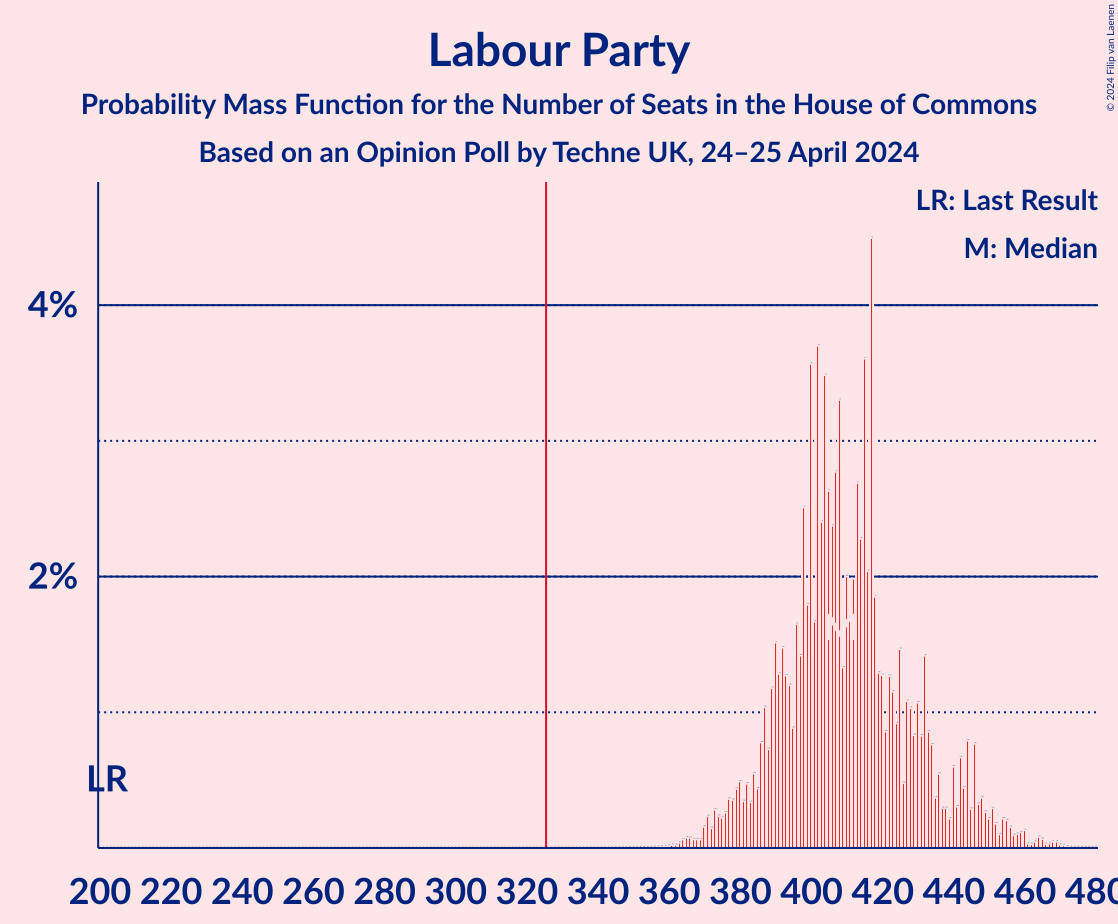 Labour Party
Probability Mass Function for the Number of Seats in the House of Commons
Based on an Opinion Poll by Techne UK, 24–25 April 2024
© 2024 Filip van Laenen
LR: Last Result
M: Median
4%
2%
LR
200 220 240 260 280 300 320 340 360 380 400 420 440 460 480